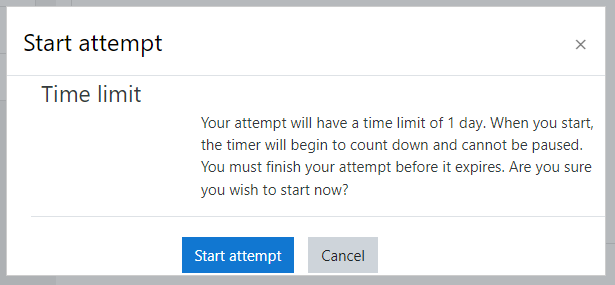 Start attempt
×
Time limit
Your attempt will have a time limit of 1 day. When you start,
the timer will begin to count down and cannot be paused.
You must finish your attempt before it expires. Are you sure
you wish to start now?
Start attempt
Cancel